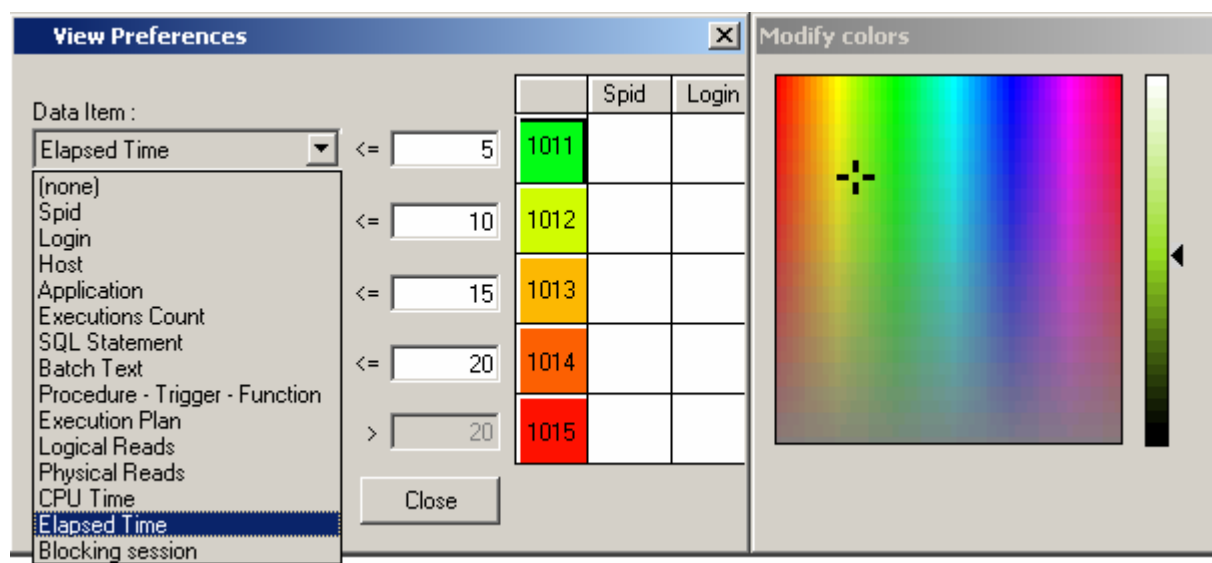 View Preferences
Modify colors
Data Item :
Spid Login
Elapsed Time <= 5 1011
(none)
Spid <= 10 1012
Login
Host
Application <= 15 1013
Executions Count
SQL Statement
Batch Text <= 20 1014
Procedure - Trigger - Function
Execution Plan > 20 1015
Logical Reads
Physical Reads
CPU Time Close
Elapsed Time
Blocking session